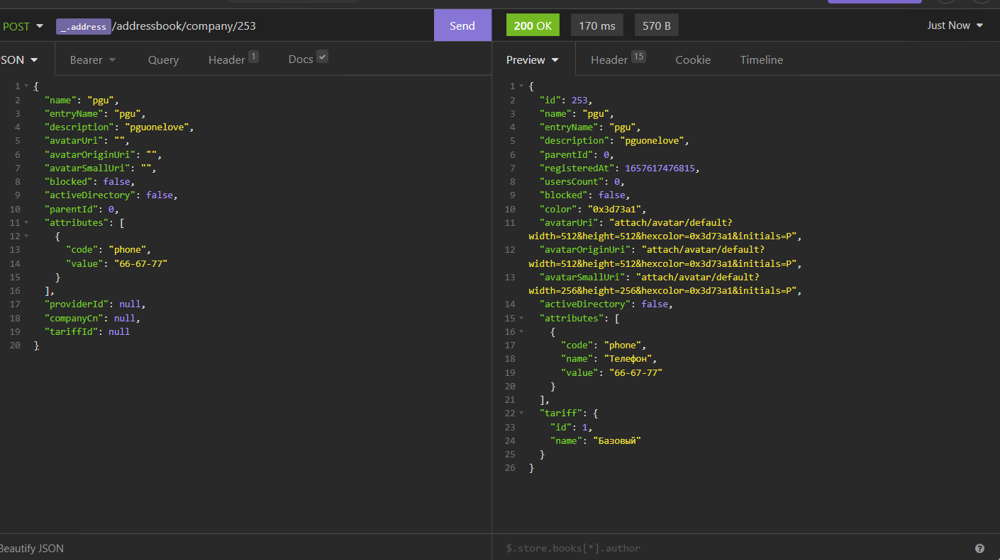 POST _.address/addressbook/company/253 Send 200 OK 170 ms 570 B Just Now
JSON Bearer Query Header 1 Docs
Preview Header 15 Cookie Timeline
1 {
2 "name": "pgu",
3 "entryName": "pgu",
4 "description": "pguonelove",
5 "avatarUri": "",
6 "avatarOriginUri": "",
7 "avatarSmallUri": "",
8 "blocked": false,
9 "activeDirectory": false,
10 "parentId": 0,
11 "attributes": [
12 {
13 "code": "phone",
14 "value": "66-67-77"
15 }
16 ],
17 "providerId": null,
18 "companyCn": null,
19 "tariffId": null
20 }
1 {
2 "id": 253,
3 "name": "pgu",
4 "entryName": "pgu",
5 "description": "pguonelove",
6 "parentId": 0,
7 "registeredAt": 1657617476815,
8 "usersCount": 0,
9 "blocked": false,
10 "color": "0x3d73a1",
11 "avatarUri": "attach/avatar/default?
width=512&height=512&hexcolor=0x3d73a1&initials=P",
12 "avatarOriginUri": "attach/avatar/default?
width=512&height=512&hexcolor=0x3d73a1&initials=P",
13 "avatarSmallUri": "attach/avatar/default?
width=256&height=256&hexcolor=0x3d73a1&initials=P",
14 "activeDirectory": false,
15 "attributes": [
16 {
17 "code": "phone",
18 "name": "Телефон",
19 "value": "66-67-77"
20 }
21 ],
22 "tariff": {
23 "id": 1,
24 "name": "Базовый"
25 }
26 }
Beautify JSON
$.store.books[*].author